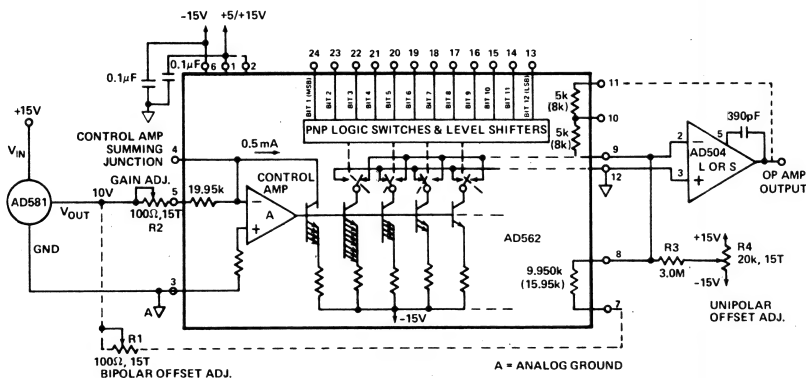 -15V
+5/+15V
0.1μF
0.1μF
6
1
2
24
23
22
21
20
19
18
17
16
15
14
13
BIT 1 (MSB)
BIT 2
BIT 3
BIT 4
BIT 5
BIT 6
BIT 7
BIT 8
BIT 9
BIT 10
BIT 11
BIT 12 (LSB)
PNP LOGIC SWITCHES & LEVEL SHIFTERS
5k
(8k)
5k
(8k)
11
10
9
12
390pF
2
3
5
-
+
AD504
L OR S
OP AMP
OUTPUT
+15V
VIN
AD581
VOUT
GND
10V
CONTROL AMP
SUMMING
JUNCTION
4
0.5 mA
GAIN ADJ.
5
100Ω, 15T
R2
19.95k
CONTROL
AMP
-
A
+
AD562
3
A
-15V
9.950k
(15.95k)
8
7
R3
3.0M
+15V
R4
20k, 15T
-15V
UNIPOLAR
OFFSET ADJ.
R1
100Ω, 15T
BIPOLAR OFFSET ADJ.
A = ANALOG GROUND